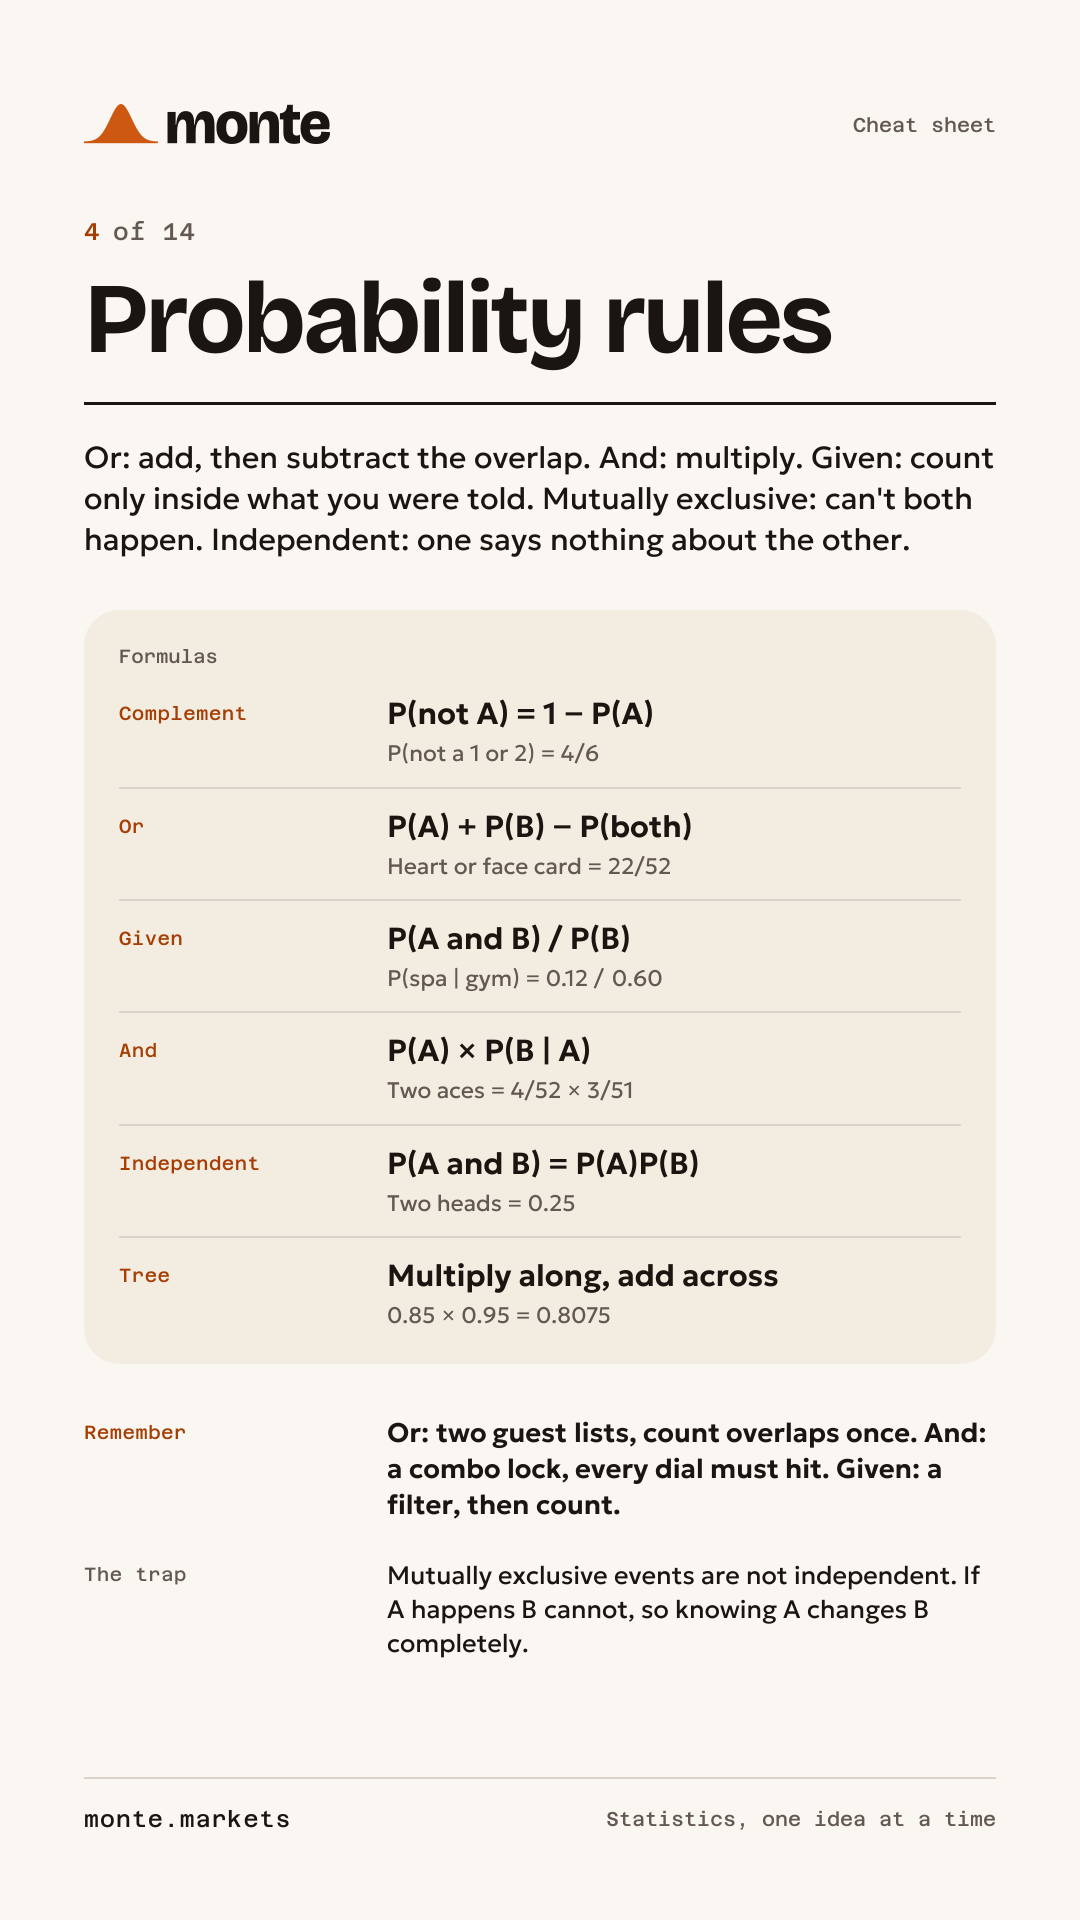 monte
Cheat sheet
4 of 14
Probability rules
Or: add, then subtract the overlap. And: multiply. Given: count
only inside what you were told. Mutually exclusive: can't both
happen. Independent: one says nothing about the other.
Formulas
Complement
P(not A) = 1 − P(A)
P(not a 1 or 2) = 4/6
Or
P(A) + P(B) − P(both)
Heart or face card = 22/52
Given
P(A and B) / P(B)
P(spa | gym) = 0.12 / 0.60
And
P(A) × P(B | A)
Two aces = 4/52 × 3/51
Independent
P(A and B) = P(A)P(B)
Two heads = 0.25
Tree
Multiply along, add across
0.85 × 0.95 = 0.8075
Remember
Or: two guest lists, count overlaps once. And:
a combo lock, every dial must hit. Given: a
filter, then count.
The trap
Mutually exclusive events are not independent. If
A happens B cannot, so knowing A changes B
completely.
monte.markets
Statistics, one idea at a time